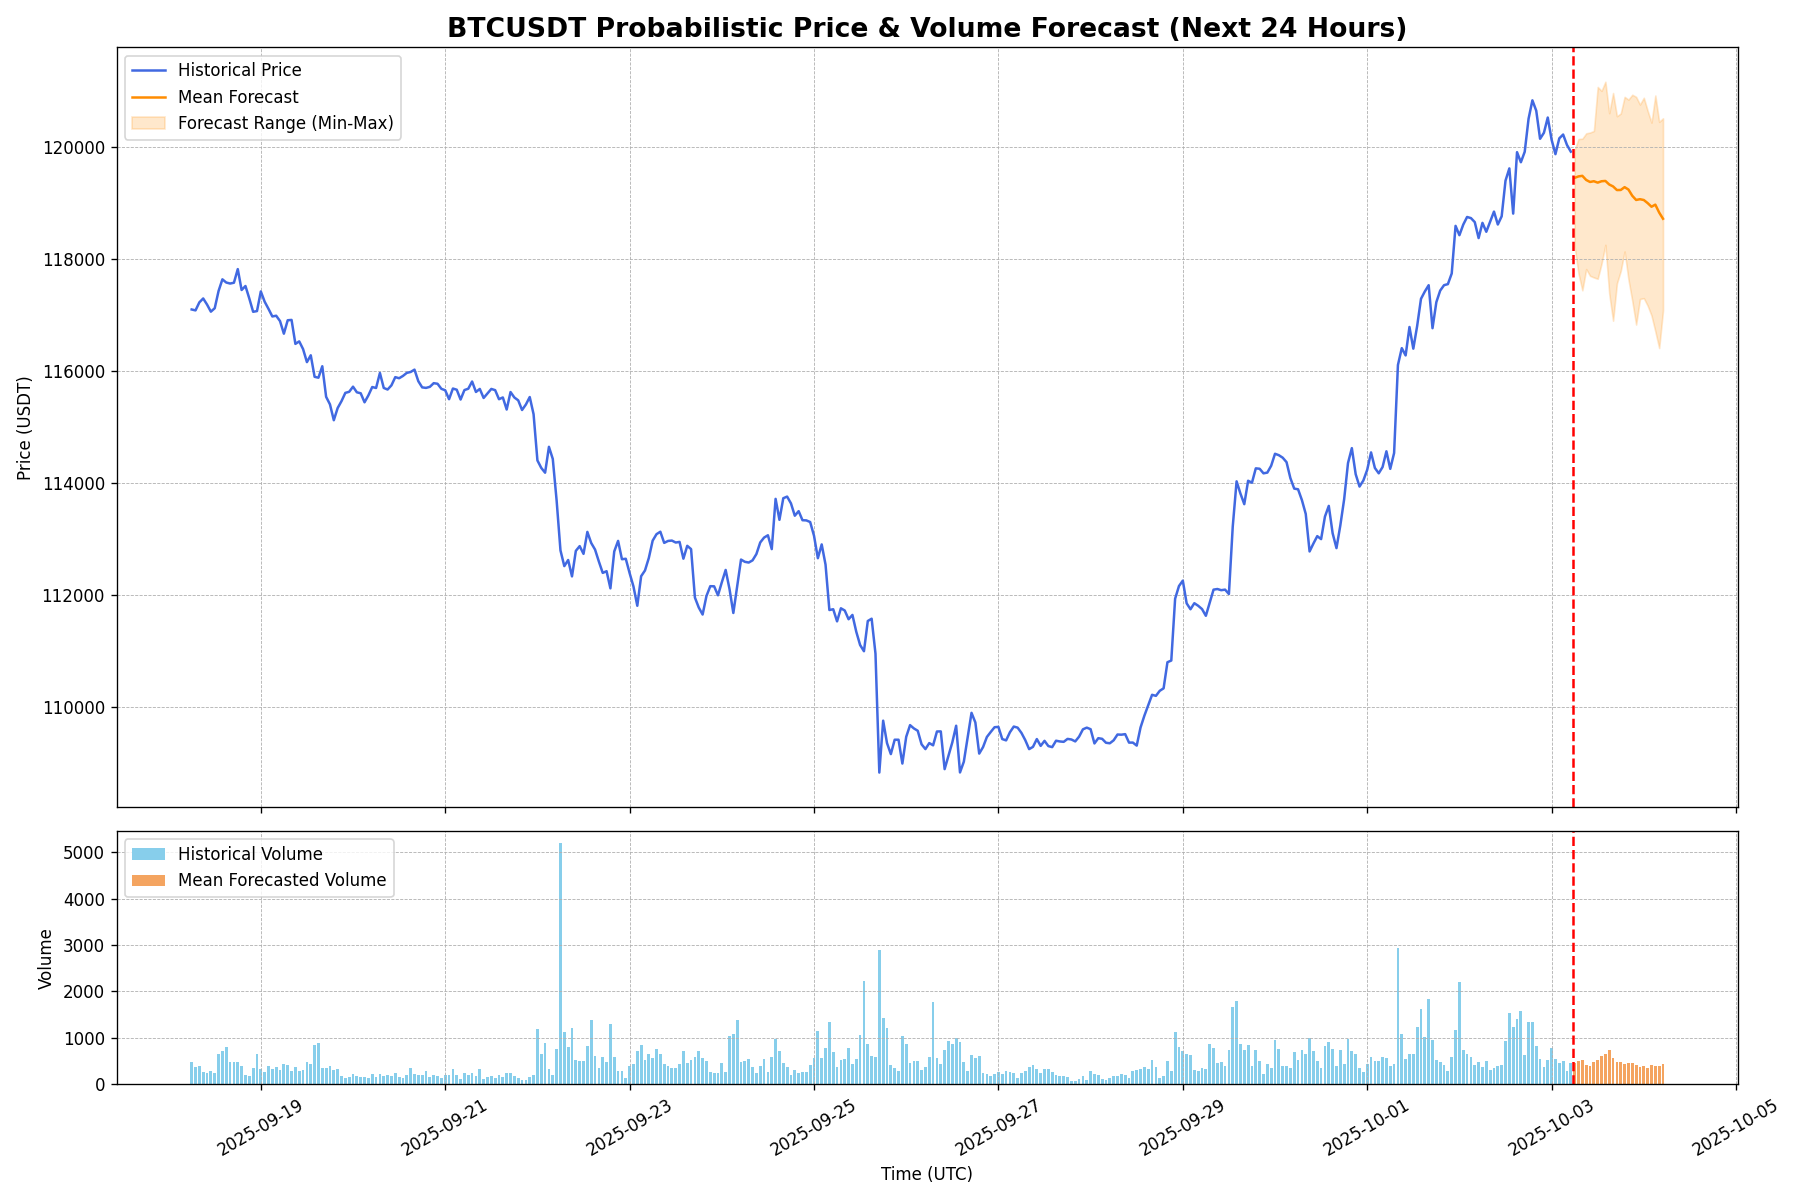 BTCUSDT Probabilistic Price & Volume Forecast (Next 24 Hours)
Historical Price
Mean Forecast
Forecast Range (Min-Max)
Price (USDT)
120000
118000
116000
114000
112000
110000
Historical Volume
Mean Forecasted Volume
Volume
5000
4000
3000
2000
1000
0
2025-09-19
2025-09-21
2025-09-23
2025-09-25
2025-09-27
2025-09-29
2025-10-01
2025-10-03
2025-10-05
Time (UTC)